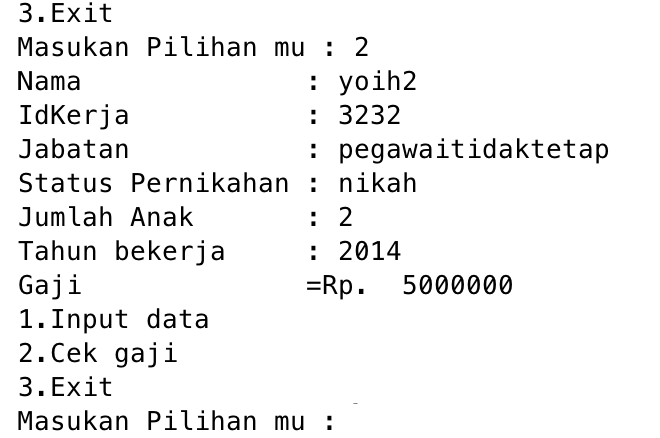 3.Exit
Masukan Pilihan mu : 2
Nama              : yoih2
IdKerja           : 3232
Jabatan           : pegawaitidaktetap
Status Pernikahan : nikah
Jumlah Anak       : 2
Tahun bekerja     : 2014
Gaji              =Rp.  5000000
1.Input data
2.Cek gaji
3.Exit
Masukan Pilihan mu :